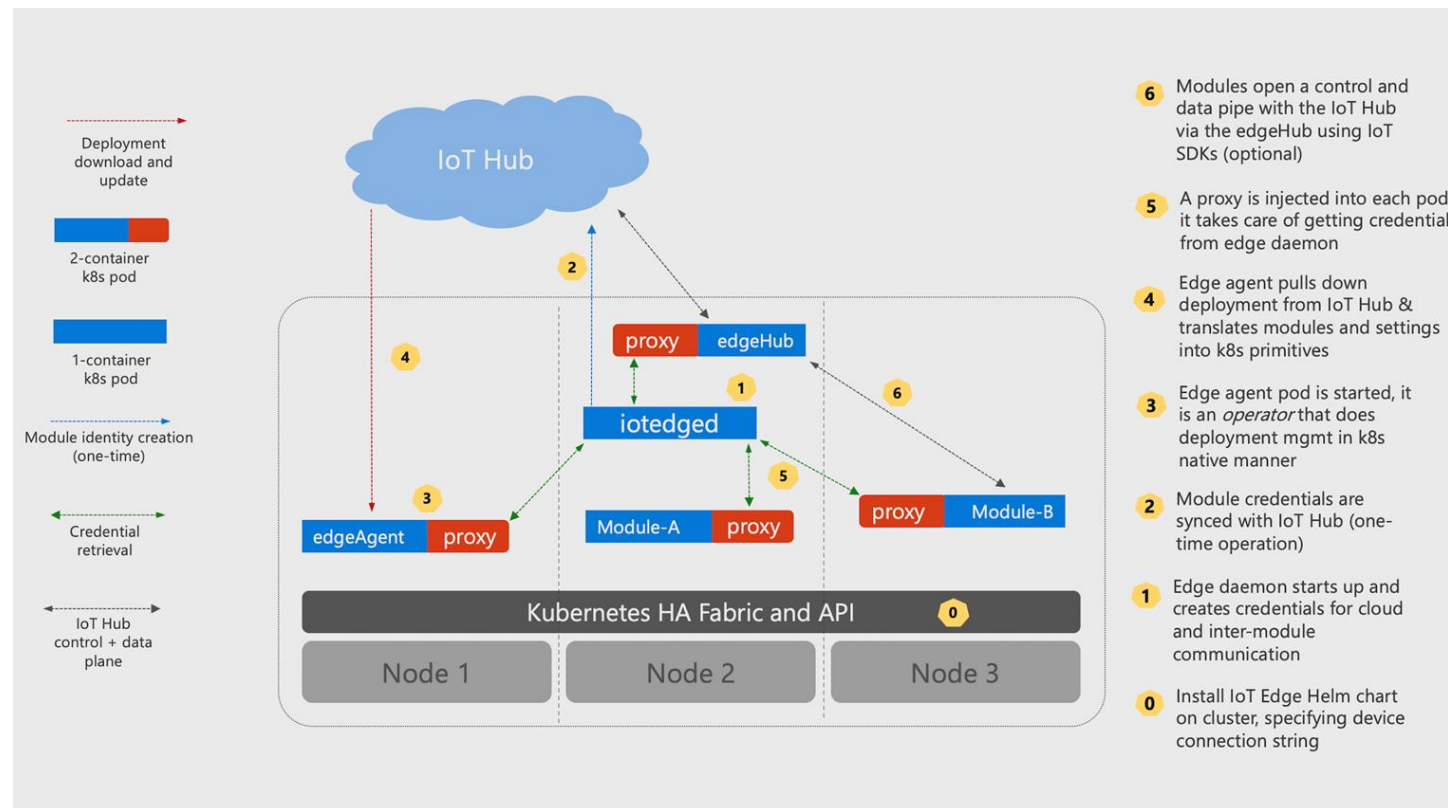 Deployment
download and
update
2-container
k8s pod
1-container
k8s pod
Module identity creation
(one-time)
Credential
retrieval
IoT Hub
control + data
plane
IoT Hub
2
4
proxy
edgeHub
1
6
iotedged
5
3
edgeAgent
proxy
Module-A
proxy
proxy
Module-B
Kubernetes HA Fabric and API
0
Node 1
Node 2
Node 3
6
Modules open a control and
data pipe with the IoT Hub
via the edgeHub using IoT
SDKs (optional)
5
A proxy is injected into each pod
it takes care of getting credential
from edge daemon
4
Edge agent pulls down
deployment from IoT Hub &
translates modules and settings
into k8s primitives
3
Edge agent pod is started, it
is an operator that does
deployment mgmt in k8s
native manner
2
Module credentials are
synced with IoT Hub (one-
time operation)
1
Edge daemon starts up and
creates credentials for cloud
and inter-module
communication
0
Install IoT Edge Helm chart
on cluster, specifying device
connection string